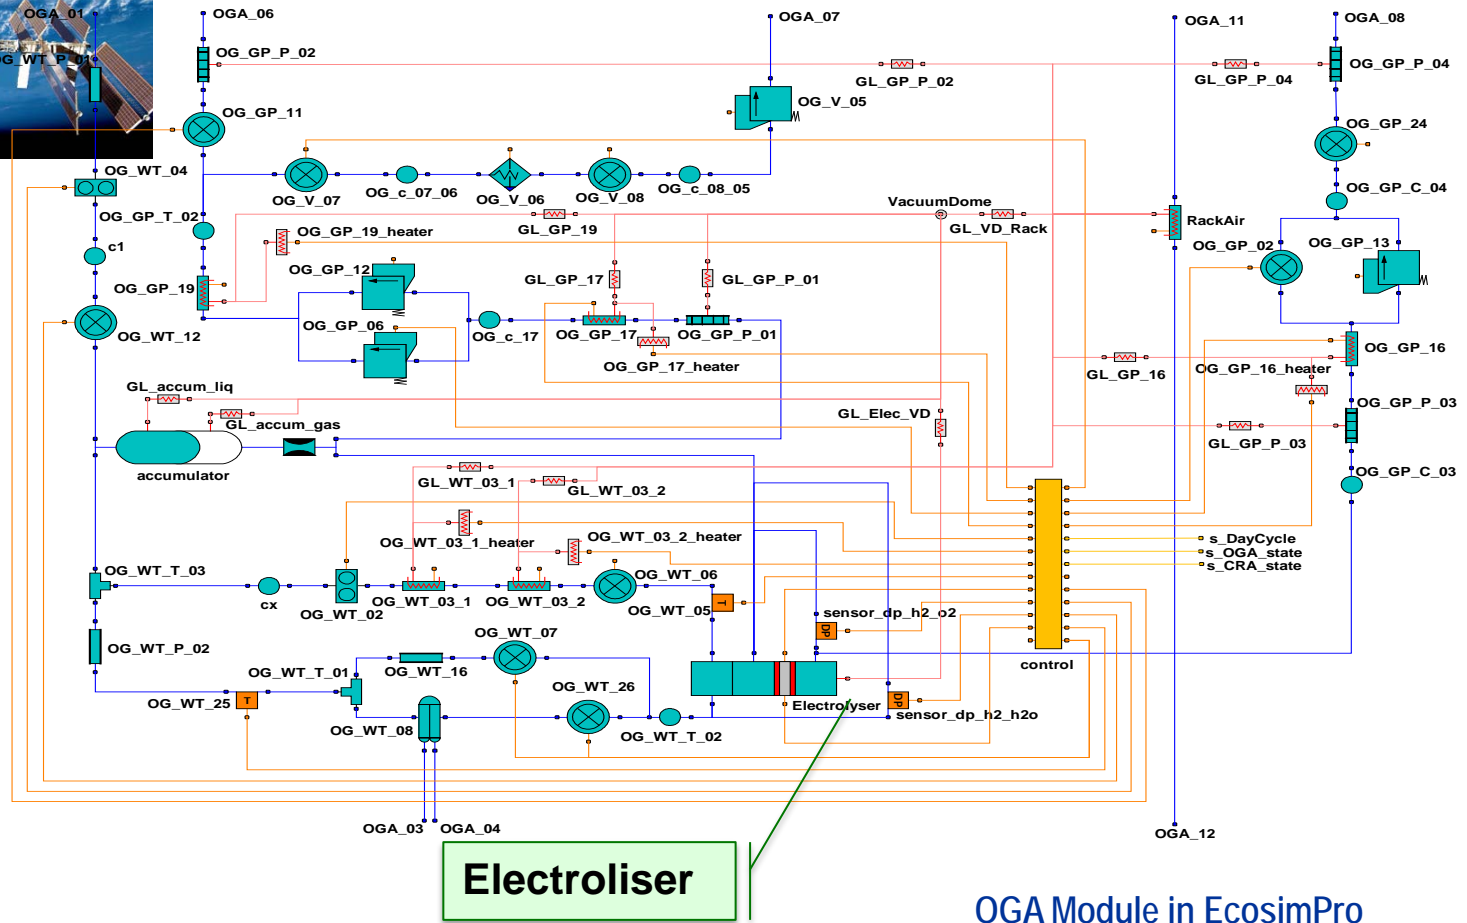 OGA_01
OGA_06
OGA_07
OGA_11
OGA_08
OG_WT_P_01
OG_GP_P_02
GL_GP_P_02
GL_GP_P_04
OG_GP_P_04
OG_V_05
OG_GP_11
OG_GP_24
OG_WT_04
OG_V_07
OG_c_07_06
OG_V_06
OG_V_08
OG_c_08_05
OG_GP_C_04
VacuumDome
OG_GP_T_02
GL_GP_19
GL_VD_Rack
RackAir
c1
OG_GP_19_heater
OG_GP_02
OG_GP_13
OG_GP_12
GL_GP_17
GL_GP_P_01
OG_GP_19
OG_WT_12
OG_GP_06
OG_c_17
OG_GP_17
OG_GP_P_01
OG_GP_16
OG_GP_17_heater
GL_GP_16
OG_GP_16_heater
GL_accum_liq
OG_GP_P_03
GL_accum_gas
GL_Elec_VD
GL_GP_P_03
accumulator
GL_WT_03_1
GL_WT_03_2
OG_GP_C_03
OG_WT_03_1_heater
OG_WT_03_2_heater
s_DayCycle
s_OGA_state
s_CRA_state
OG_WT_T_03
cx
OG_WT_02
OG_WT_03_1
OG_WT_03_2
OG_WT_06
OG_WT_05
T
sensor_dp_h2_o2
DP
OG_WT_07
OG_WT_P_02
OG_WT_T_01
OG_WT_16
control
OG_WT_25
T
OG_WT_26
Electrolyser
DP
sensor_dp_h2_h2o
OG_WT_08
OG_WT_T_02
OGA_03
OGA_04
OGA_12
Electroliser
OGA Module in EcosimPro